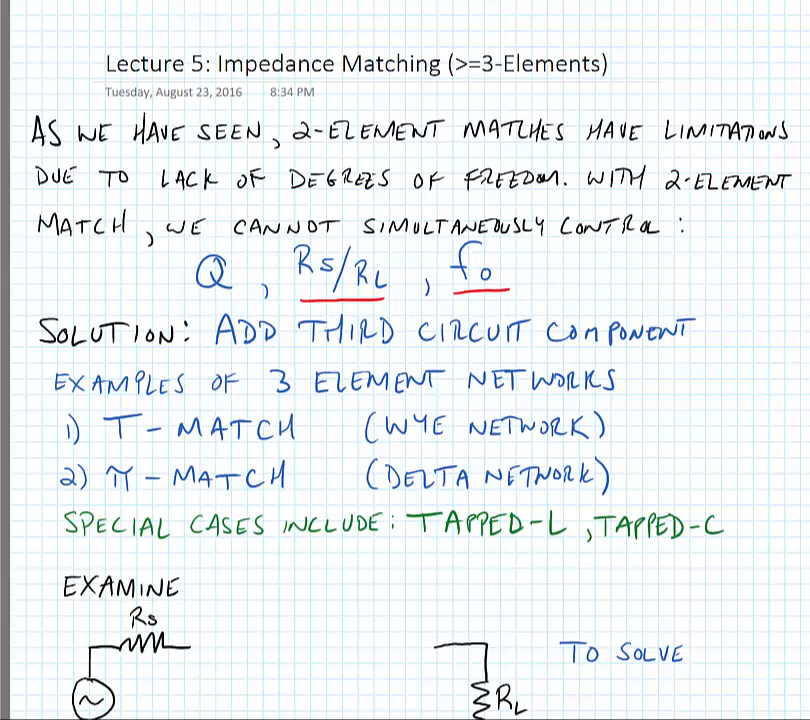 Lecture 5: Impedance Matching (>=3-Elements)
Tuesday, August 23, 2016 8:34 PM
AS WE HAVE SEEN, 2-ELEMENT MATCHES HAVE LIMITATIONS
DUE TO LACK OF DEGREES OF FREEDOM. WITH 2-ELEMENT
MATCH, WE CANNOT SIMULTANEOUSLY CONTROL:
Q, RS/RL, fo
SOLUTION: ADD THIRD CIRCUIT COMPONENT
EXAMPLES OF 3 ELEMENT NETWORKS
1) T-MATCH (WYE NETWORK)
2) π-MATCH (DELTA NETWORK)
SPECIAL CASES INCLUDE: TAPPED-L, TAPPED-C
EXAMINE
Rs
TO SOLVE
RL